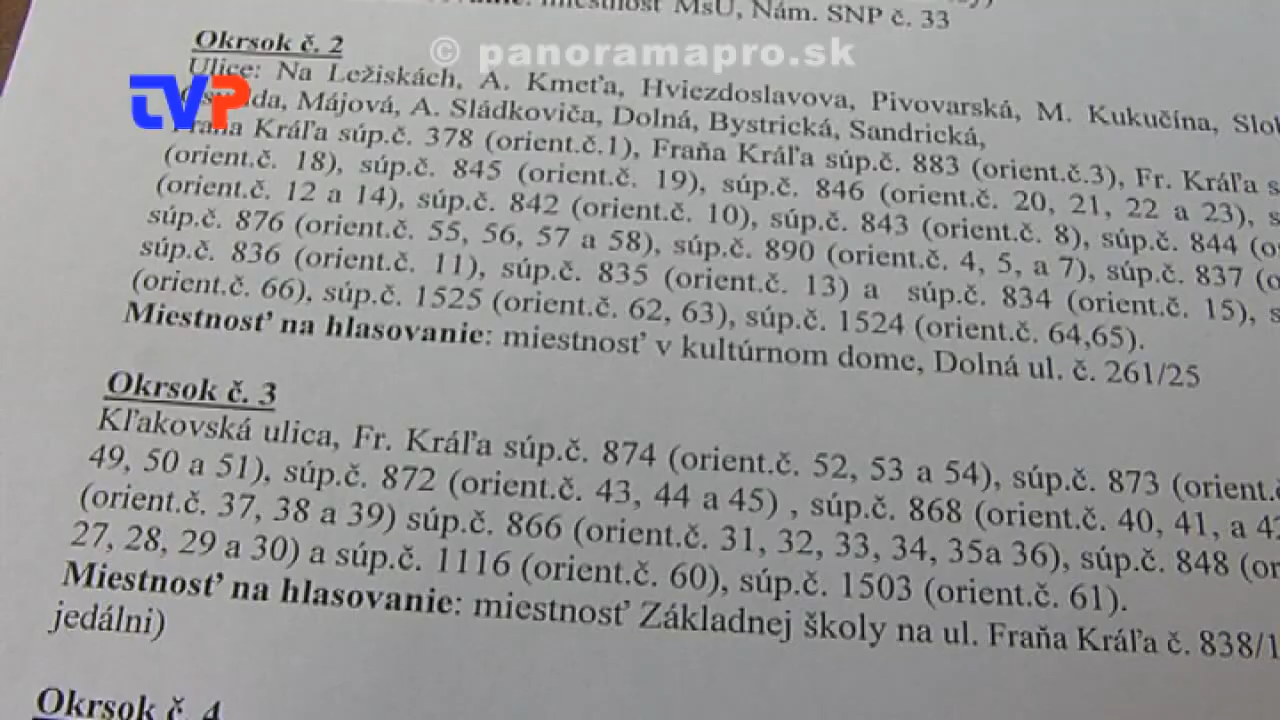 miestnosť MsÚ, Nám. SNP č. 33
© panoramapro.sk
TVP
Okrsok č. 2
Ulice: Na Ležiskách, A. Kmeťa, Hviezdoslavova, Pivovarská, M. Kukučína,
Májová, A. Sládkoviča, Dolná, Bystrická, Sandrická,
Fraňa Kráľa súp.č. 378 (orient.č.1), Fraňa Kráľa súp.č. 883 (orient.č.3), Fr. Kráľa
(orient.č. 18), súp.č. 845 (orient.č. 19), súp.č. 846 (orient.č. 20, 21, 22 a 23),
(orient.č. 12 a 14), súp.č. 842 (orient.č. 10), súp.č. 843 (orient.č. 8), súp.č. 844
súp.č. 876 (orient.č. 55, 56, 57 a 58), súp.č. 890 (orient.č. 4, 5, a 7), súp.č. 837
súp.č. 836 (orient.č. 11), súp.č. 835 (orient.č. 13) a súp.č. 834 (orient.č. 15),
(orient.č. 66), súp.č. 1525 (orient.č. 62, 63), súp.č. 1524 (orient.č. 64,65).
Miestnosť na hlasovanie: miestnosť v kultúrnom dome, Dolná ul. č. 261/25
Okrsok č. 3
Kľakovská ulica, Fr. Kráľa súp.č. 874 (orient.č. 52, 53 a 54), súp.č. 873 (orient.č.
49, 50 a 51), súp.č. 872 (orient.č. 43, 44 a 45) , súp.č. 868 (orient.č. 40, 41, a
(orient.č. 37, 38 a 39) súp.č. 866 (orient.č. 31, 32, 33, 34, 35a 36), súp.č. 848
27, 28, 29 a 30) a súp.č. 1116 (orient.č. 60), súp.č. 1503 (orient.č. 61).
Miestnosť na hlasovanie: miestnosť Základnej školy na ul. Fraňa Kráľa č. 838/1
jedálni)
Okrsok č. 4